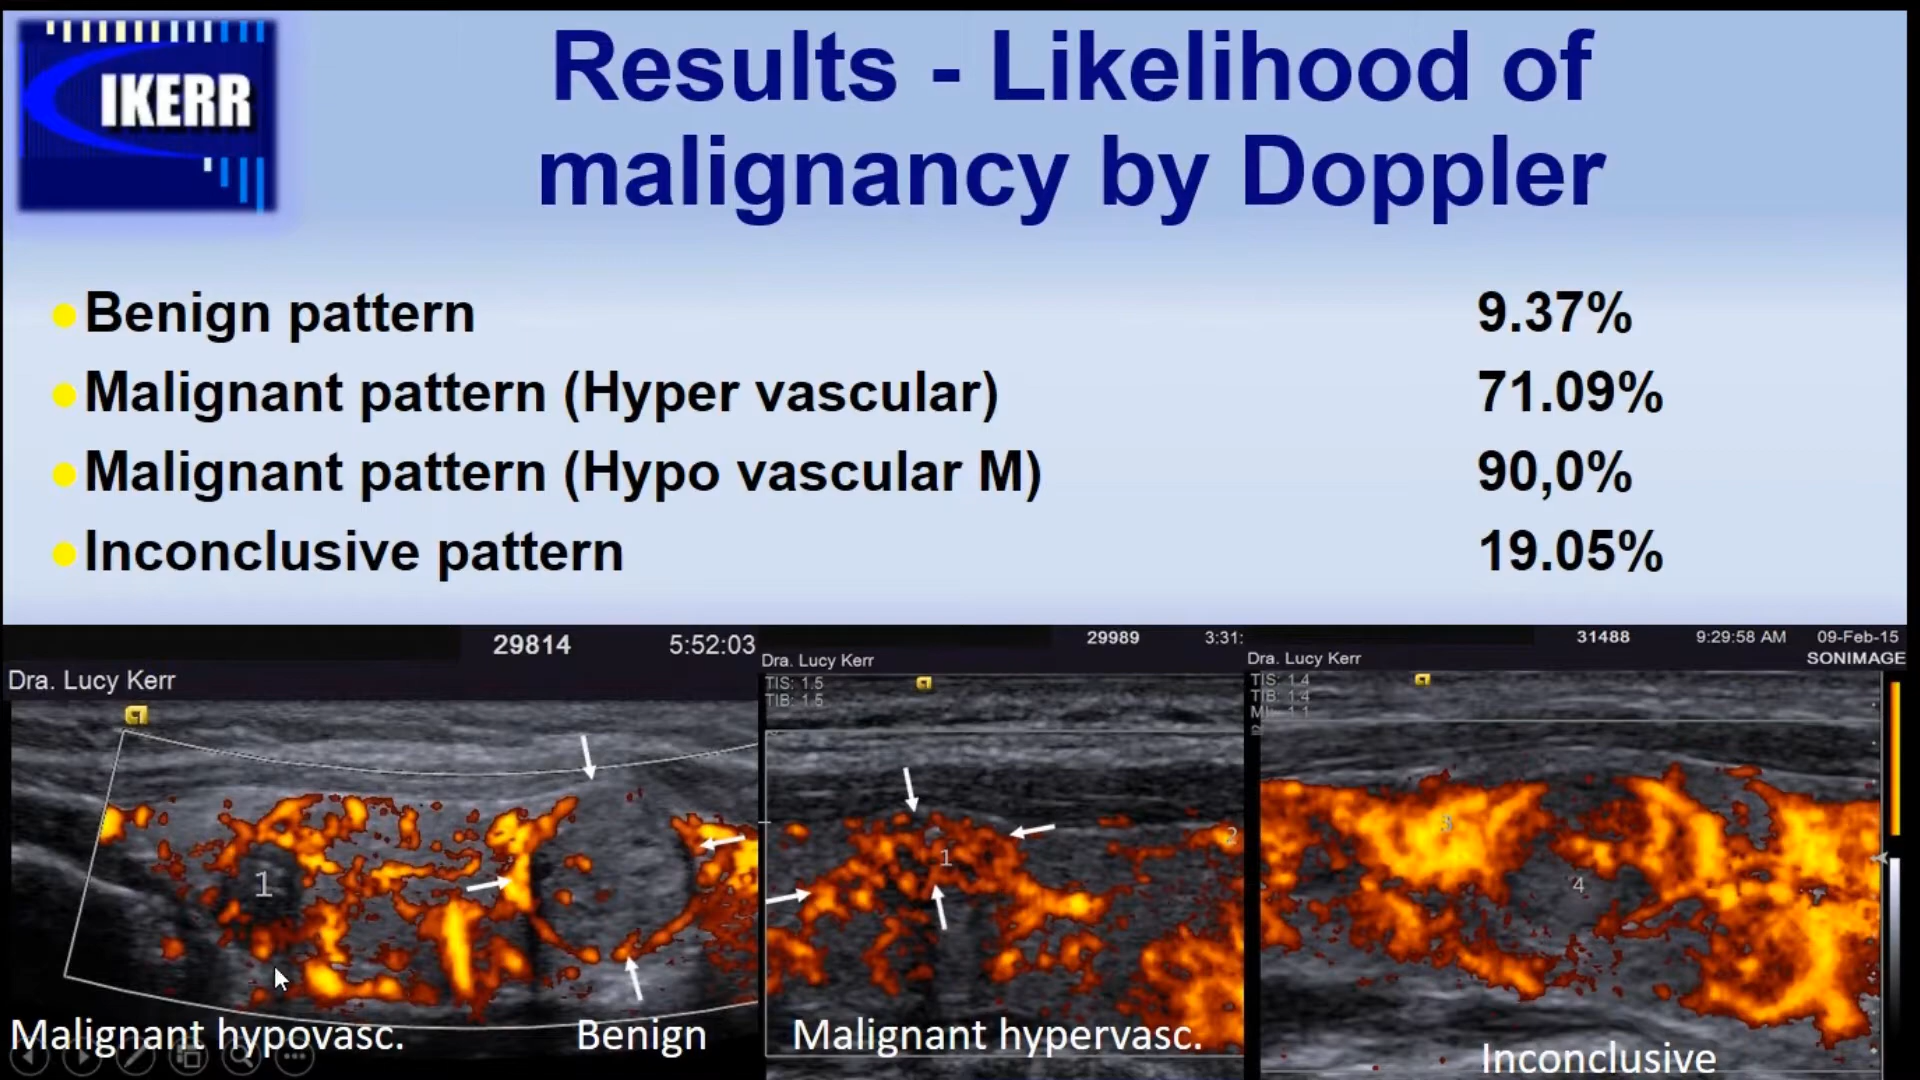 IKERR
Results - Likelihood of
malignancy by Doppler
Benign pattern 9.37%
Malignant pattern (Hyper vascular) 71.09%
Malignant pattern (Hypo vascular M) 90,0%
Inconclusive pattern 19.05%
29814 5:52:03
Dra. Lucy Kerr
1
Malignant hypovasc. Benign
29989 3:31:
Dra. Lucy Kerr
TIS: 1.5
TIB: 1.5
1
2
Malignant hypervasc.
31488 9:29:58 AM 09-Feb-15
Dra. Lucy Kerr SONIMAGE
TIS: 1.4
TIB: 1.4
MI: 1.1
3
4
Inconclusive